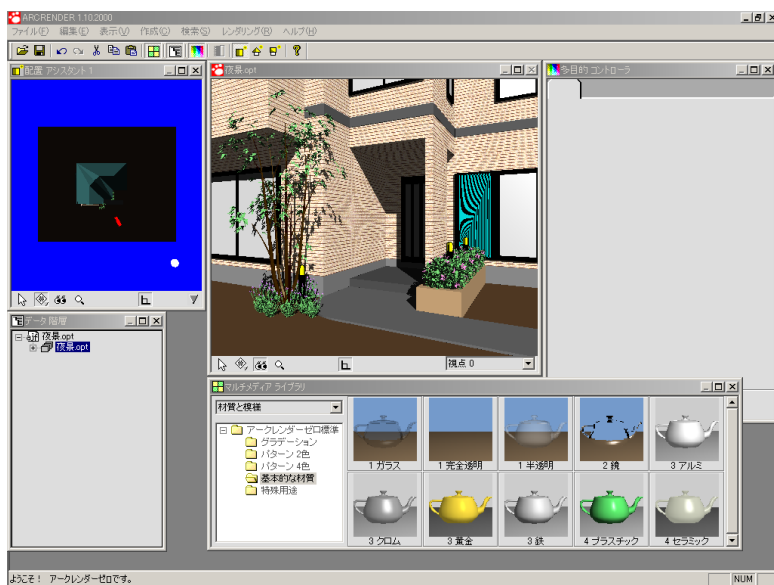 ARCRENDER 1.10.2000
ファイル(F) 編集(E) 表示(V) 作成(C) 検索(S) レンダリング(R) ヘルプ(H)
配置 アシスタント 1
夜景.opt
多目的 コントローラ
視点 0
データ 階層
夜景.opt
夜景.opt
マルチメディア ライブラリ
材質と模様
アークレンダーゼロ標準
グラデーション
パターン 2色
パターン 4色
基本的な材質
特殊用途
1 ガラス
1 完全透明
1 半透明
2 鏡
3 アルミ
3 クロム
3 黄金
3 鉄
4 プラスチック
4 セラミック
ようこそ! アークレンダーゼロです。
NUM